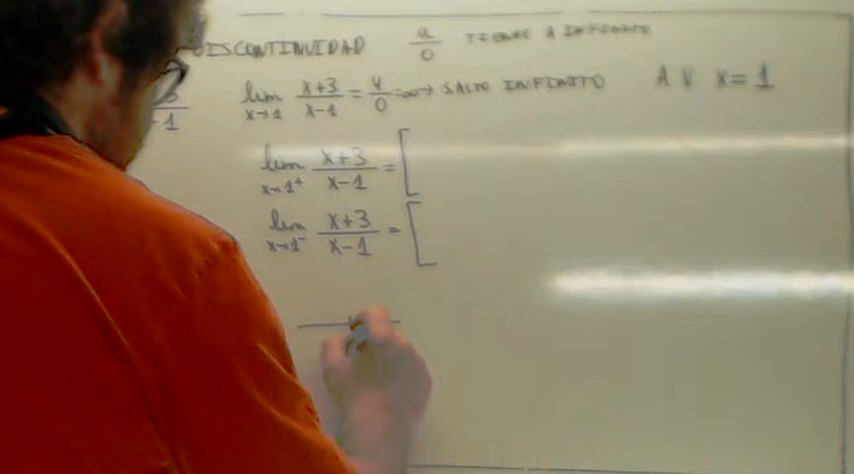 DISCONTINUIDAD a/0 TIENDE A INFINITO
lim x→1 x+3/x-1 = 4/0 = ∞ → SALTO INFINITO A V x=1
-1
lim x→1⁺ x+3/x-1 = [
lim x→1⁻ x+3/x-1 = [